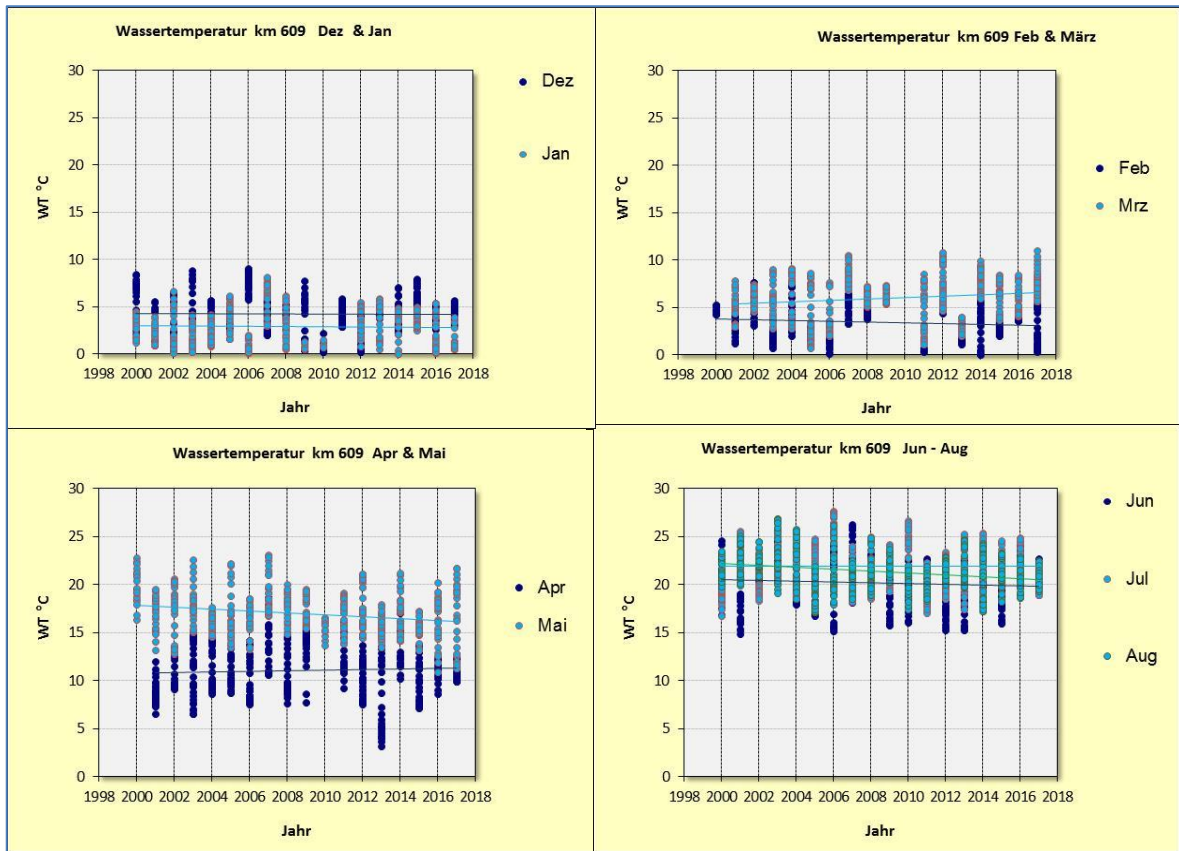 Wassertemperatur km 609 Dez & Jan
30
25
20
15
10
5
0
WT °C
1998 2000 2002 2004 2006 2008 2010 2012 2014 2016 2018
Jahr
Dez
Jan
Wassertemperatur km 609 Feb & März
30
25
20
15
10
5
0
WT °C
1998 2000 2002 2004 2006 2008 2010 2012 2014 2016 2018
Jahr
Feb
Mrz
Wassertemperatur km 609 Apr & Mai
30
25
20
15
10
5
0
WT °C
1998 2000 2002 2004 2006 2008 2010 2012 2014 2016 2018
Jahr
Apr
Mai
Wassertemperatur km 609 Jun - Aug
30
25
20
15
10
5
0
WT °C
1998 2000 2002 2004 2006 2008 2010 2012 2014 2016 2018
Jahr
Jun
Jul
Aug